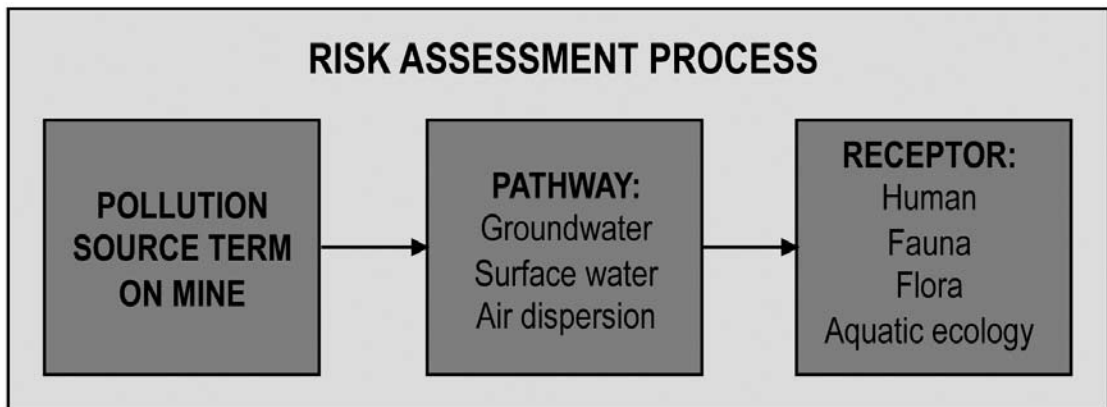 RISK ASSESSMENT PROCESS
POLLUTION
SOURCE TERM
ON MINE
PATHWAY:
Groundwater
Surface water
Air dispersion
RECEPTOR:
Human
Fauna
Flora
Aquatic ecology